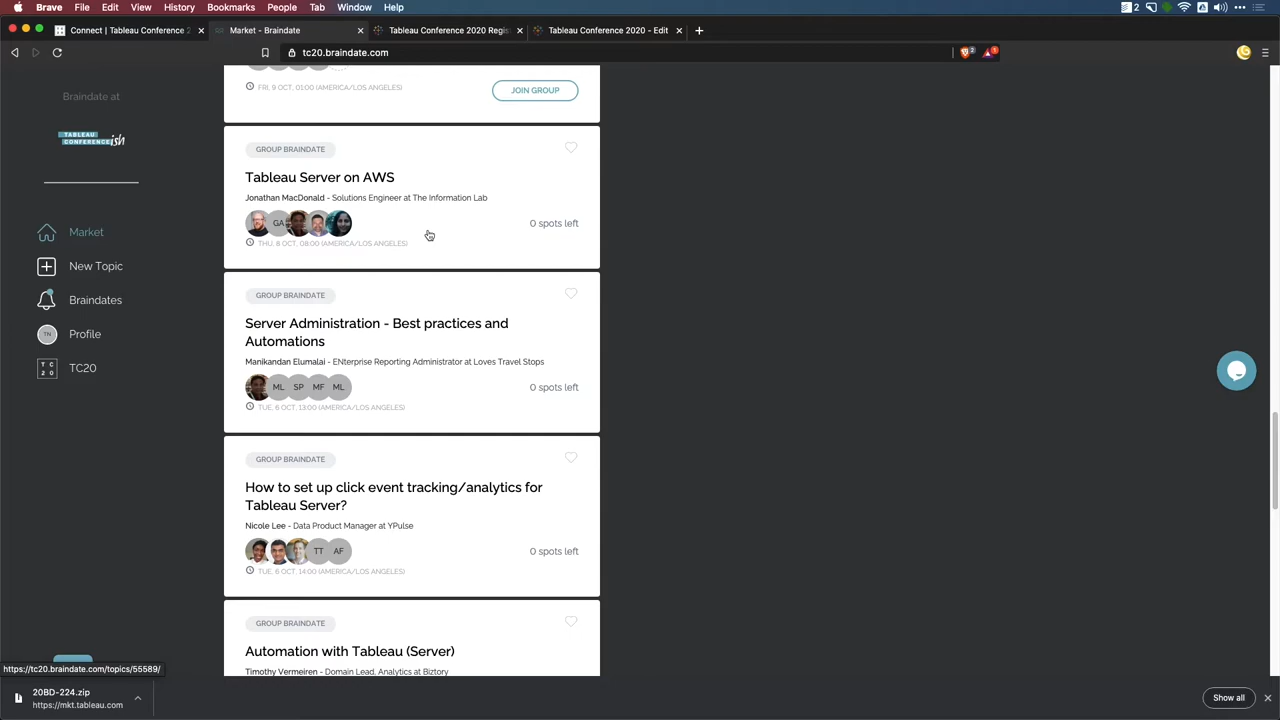 Brave File Edit View History Bookmarks People Tab Window Help
2
Connect | Tableau Conference 2
Market - Braindate
Tableau Conference 2020 Regis
Tableau Conference 2020 - Edit
tc20.braindate.com
2
1
Braindate at
TABLEAU
CONFERENCE ish
Market
New Topic
Braindates
TN
Profile
TC
20
TC20
FRI, 9 OCT, 01:00 (AMERICA/LOS ANGELES)
JOIN GROUP
GROUP BRAINDATE
Tableau Server on AWS
Jonathan MacDonald - Solutions Engineer at The Information Lab
GA
0 spots left
THU, 8 OCT, 08:00 (AMERICA/LOS ANGELES)
GROUP BRAINDATE
Server Administration - Best practices and
Automations
Manikandan Elumalai - ENterprise Reporting Administrator at Loves Travel Stops
ML SP MF ML
0 spots left
TUE, 6 OCT, 13:00 (AMERICA/LOS ANGELES)
GROUP BRAINDATE
How to set up click event tracking/analytics for
Tableau Server?
Nicole Lee - Data Product Manager at YPulse
TT AF
0 spots left
TUE, 6 OCT, 14:00 (AMERICA/LOS ANGELES)
GROUP BRAINDATE
Automation with Tableau (Server)
Timothy Vermeiren - Domain Lead, Analytics at Biztory
https://tc20.braindate.com/topics/55589/
20BD-224.zip
https://mkt.tableau.com
Show all